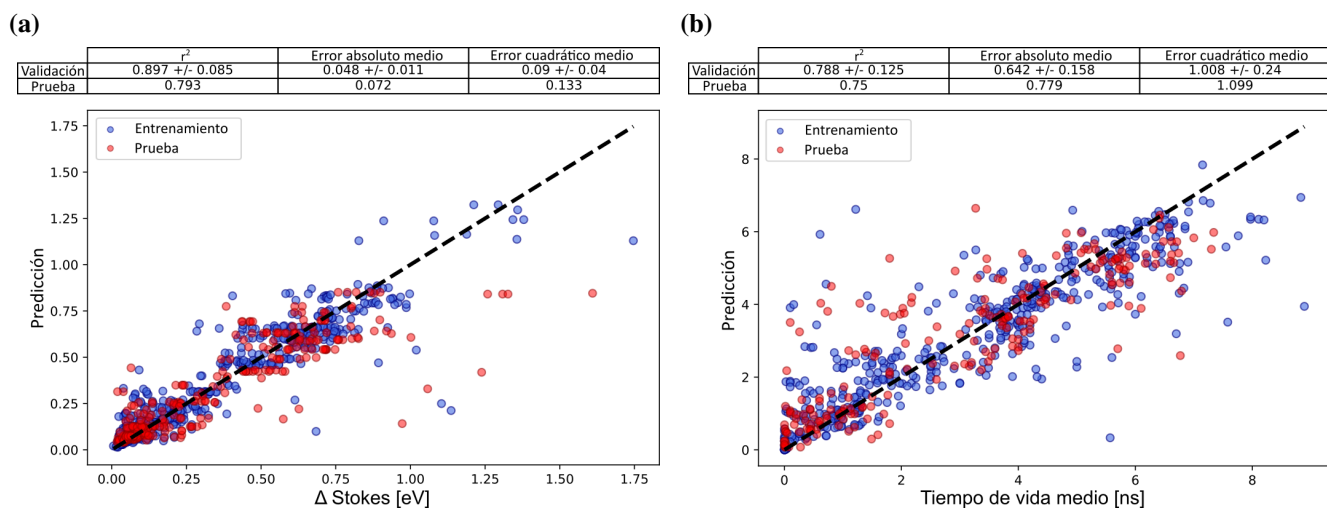 (a)
r²
Error absoluto medio
Error cuadrático medio
Validación
0.897 +/- 0.085
0.048 +/- 0.011
0.09 +/- 0.04
Prueba
0.793
0.072
0.133
1.75
1.50
1.25
1.00
0.75
0.50
0.25
0.00
Predicción
Entrenamiento
Prueba
0.00
0.25
0.50
0.75
1.00
1.25
1.50
1.75
Δ Stokes [eV]
(b)
r²
Error absoluto medio
Error cuadrático medio
Validación
0.788 +/- 0.125
0.642 +/- 0.158
1.008 +/- 0.24
Prueba
0.75
0.779
1.099
8
6
4
2
0
Predicción
Entrenamiento
Prueba
0
2
4
6
8
Tiempo de vida medio [ns]